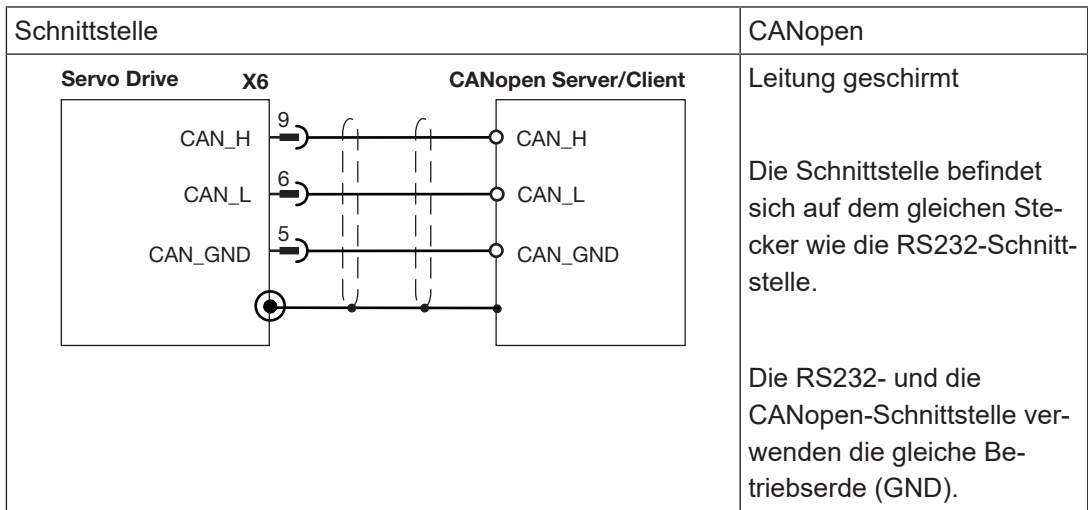 Schnittstelle
CANopen
Servo Drive X6 CANopen Server/Client
9
CAN_H CAN_H
6
CAN_L CAN_L
5
CAN_GND CAN_GND
Leitung geschirmt
Die Schnittstelle befindet
sich auf dem gleichen Ste-
cker wie die RS232-Schnitt-
stelle.
Die RS232- und die
CANopen-Schnittstelle ver-
wenden die gleiche Be-
triebserde (GND).